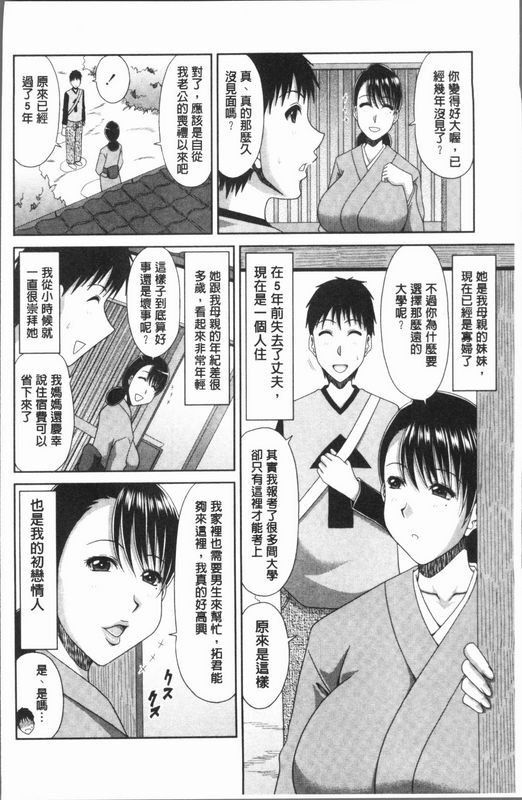 你變得好大喔，已
經幾年沒見了？
真、真的那麼久
沒見面嗎？
對了，應該是自從
我老公的喪禮以來吧
！
原來已經
過了5年
她是我母親的妹妹，
現在已經是寡婦了
不過你為什麼要
選擇那麼遠的
大學呢？
在5年前失去了丈夫，
現在是一個人住
其實我報考了很多間大學
卻只有這裡才能考上
原來是這樣
她跟我母親的年紀差很
多歲，看起來非常年輕
這樣子到底算好
事還是壞事呢？
我從小時候就
一直很崇拜她
我媽媽還慶幸
說住宿費可以
省下來了
我家裡也需要男生來幫忙，拓君能
夠來這裡，我真的好高興
クス
クス
也是我的初戀情人
是、是嗎…